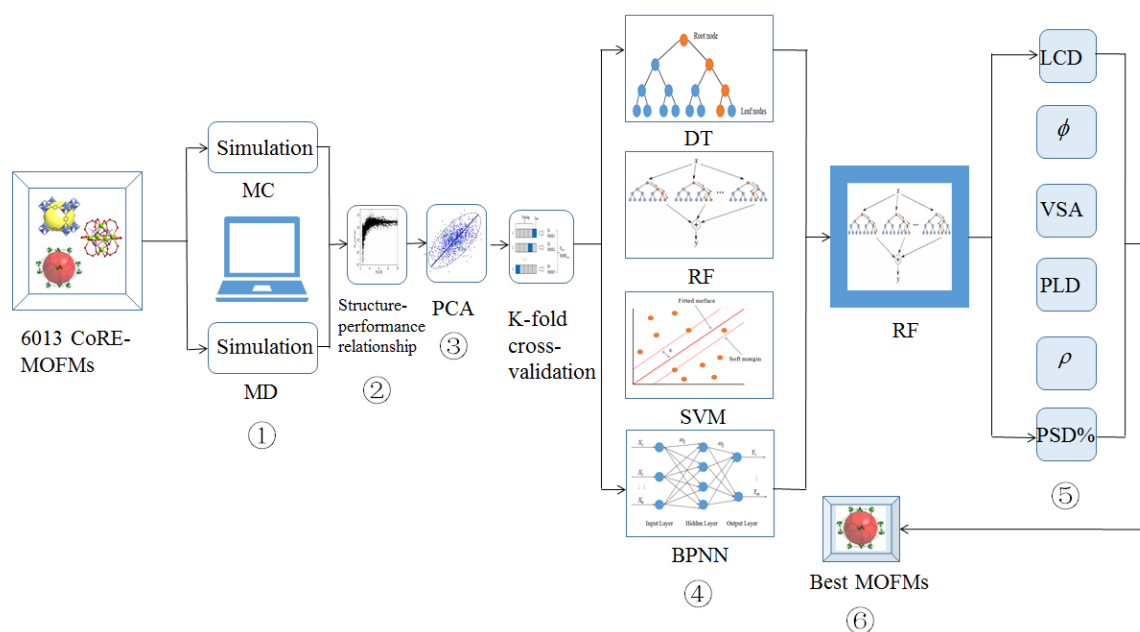 6013 CoRE-
MOFMs
Simulation
MC
Simulation
MD
①
Structure-
performance
relationship
②
PCA
③
K-fold
cross-
validation
Root node
Leaf nodes
DT
x
...
y
RF
Fitted surface
ε
Soft margin
SVM
X₁
X₂
Input Layer
Hidden Layer
Output Layer
BPNN
④
x
y
RF
LCD
ϕ
VSA
PLD
ρ
PSD%
⑤
Best MOFMs
⑥